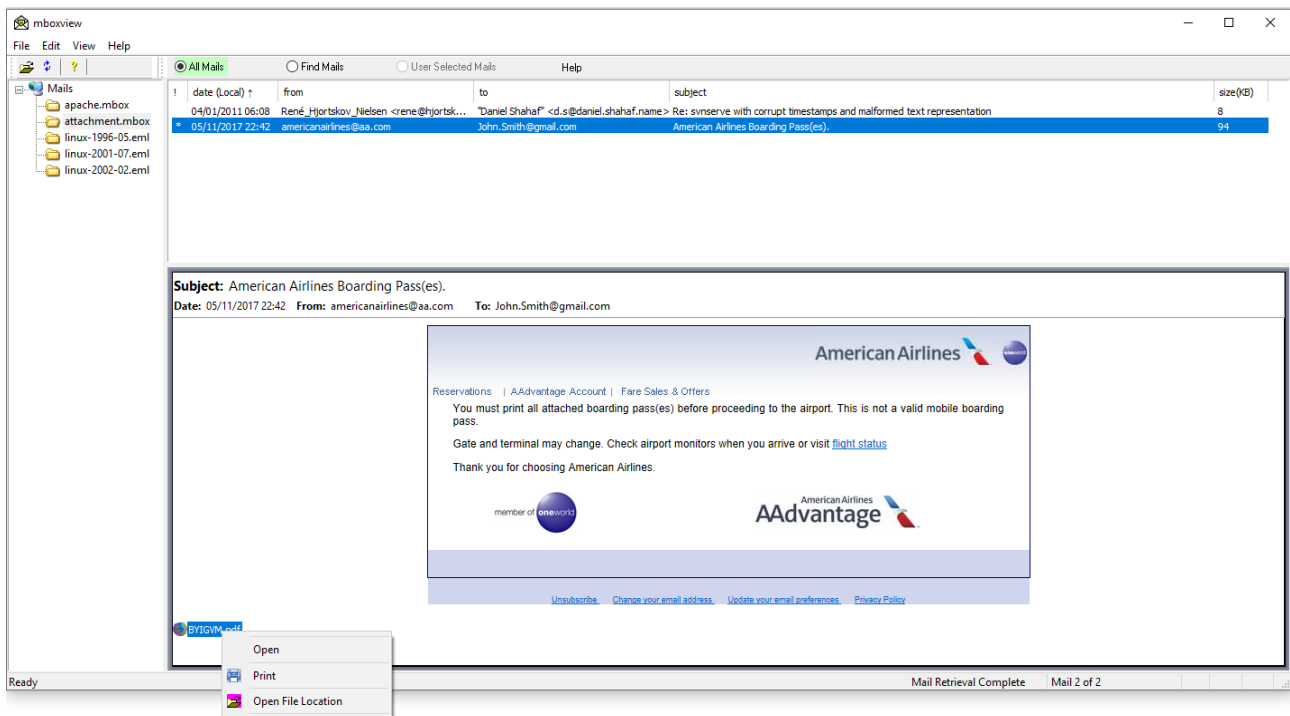 mboxview
File Edit View Help
All Mails Find Mails User Selected Mails Help
Mails
apache.mbox
attachment.mbox
linux-1996-05.eml
linux-2001-07.eml
linux-2002-02.eml
! date (Local) ↑ from to subject size(KB)
04/01/2011 06:08 René_Hjortskov_Nielsen <rene@hjortsk... "Daniel Shahaf" <d.s@daniel.shahaf.name> Re: svnserve with corrupt timestamps and malformed text representation 8
* 05/11/2017 22:42 americanairlines@aa.com John.Smith@gmail.com American Airlines Boarding Pass(es). 94
Subject: American Airlines Boarding Pass(es).
Date: 05/11/2017 22:42 From: americanairlines@aa.com To: John.Smith@gmail.com
American Airlines oneworld
Reservations | AAdvantage Account | Fare Sales & Offers
You must print all attached boarding pass(es) before proceeding to the airport. This is not a valid mobile boarding
pass.
Gate and terminal may change. Check airport monitors when you arrive or visit flight status
Thank you for choosing American Airlines.
member of oneworld
American Airlines
AAdvantage
Unsubscribe Change your email address Update your email preferences Privacy Policy
BYIGVM.pdf
Open
Print
Open File Location
Ready Mail Retrieval Complete Mail 2 of 2